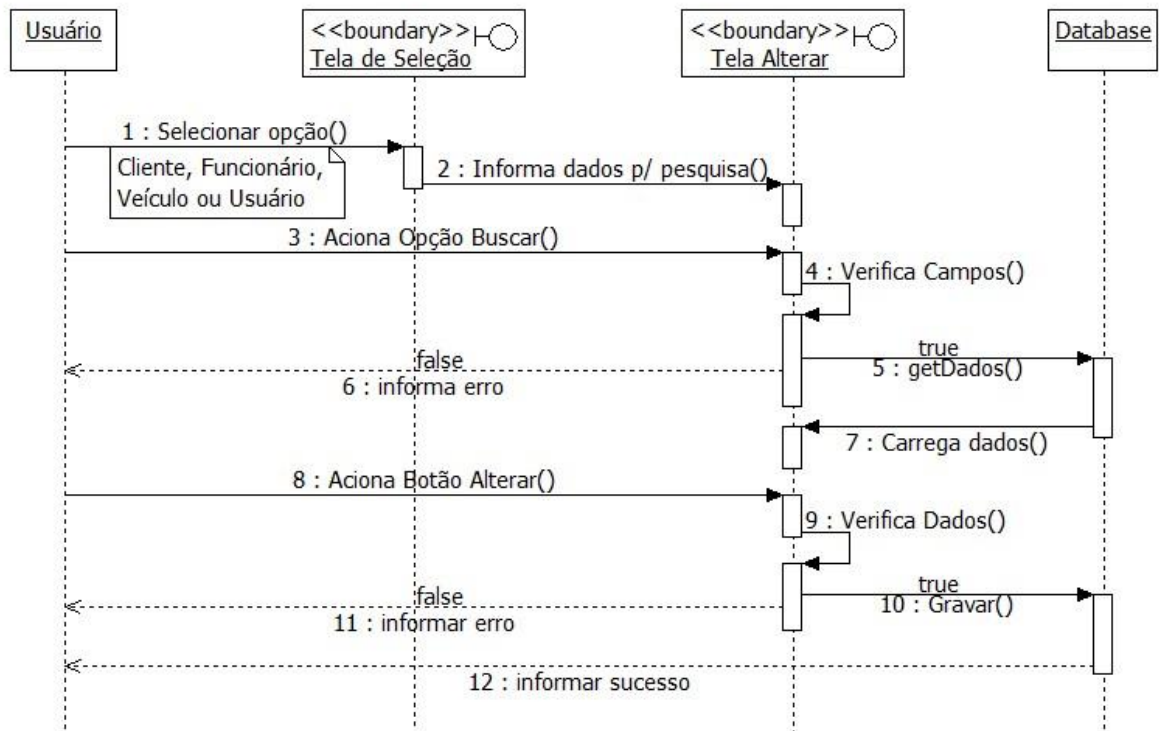 Usuário
<<boundary>>
Tela de Seleção
<<boundary>>
Tela Alterar
Database
1 : Selecionar opção()
Cliente, Funcionário,
Veículo ou Usuário
2 : Informa dados p/ pesquisa()
3 : Aciona Opção Buscar()
4 : Verifica Campos()
true
5 : getDados()
false
6 : informa erro
7 : Carrega dados()
8 : Aciona Botão Alterar()
9 : Verifica Dados()
true
10 : Gravar()
false
11 : informar erro
12 : informar sucesso